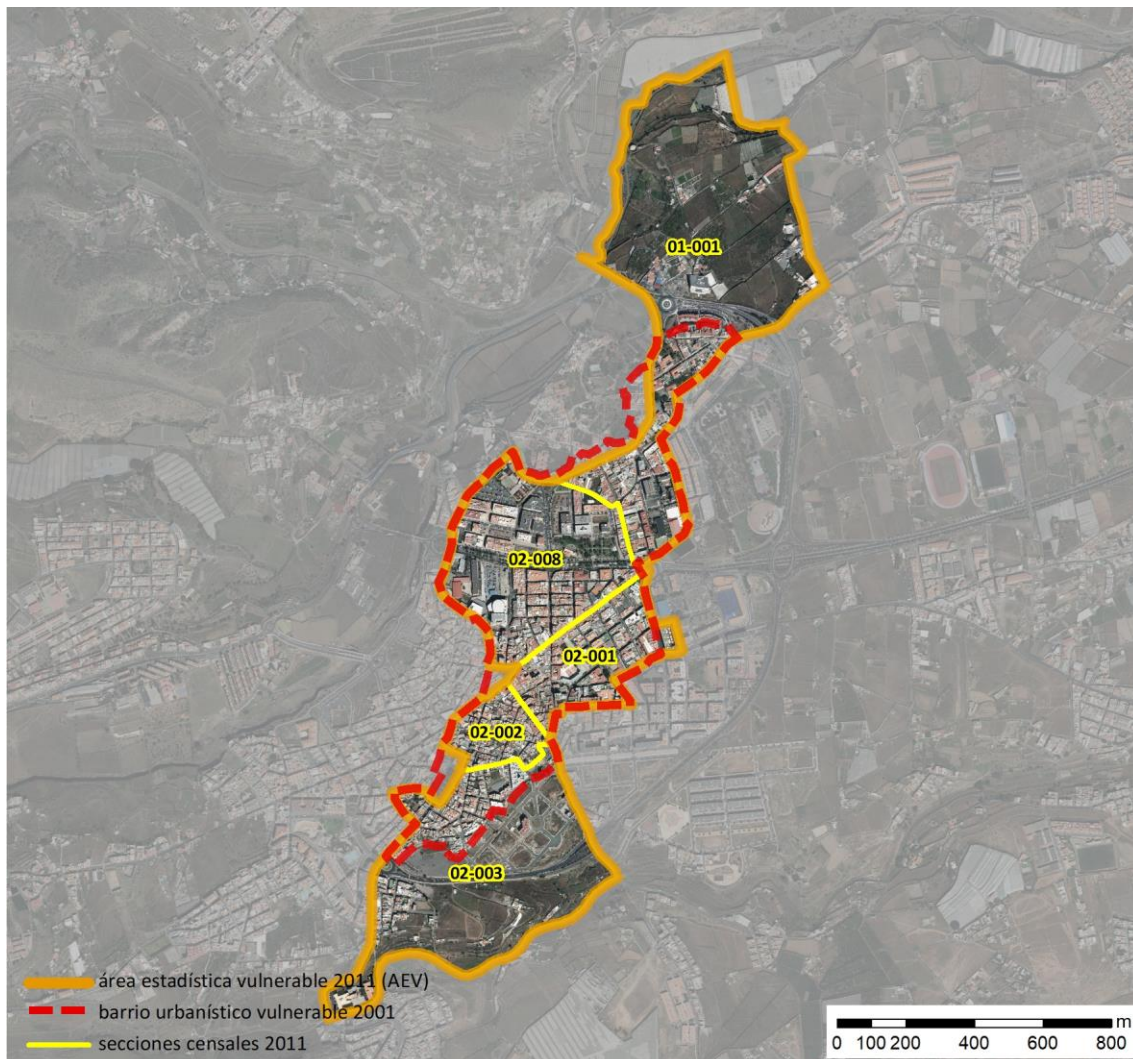 01-001
02-008
02-001
02-002
02-003
área estadística vulnerable 2011 (AEV)
barrio urbanístico vulnerable 2001
secciones censales 2011
m
0 100 200 400 600 800